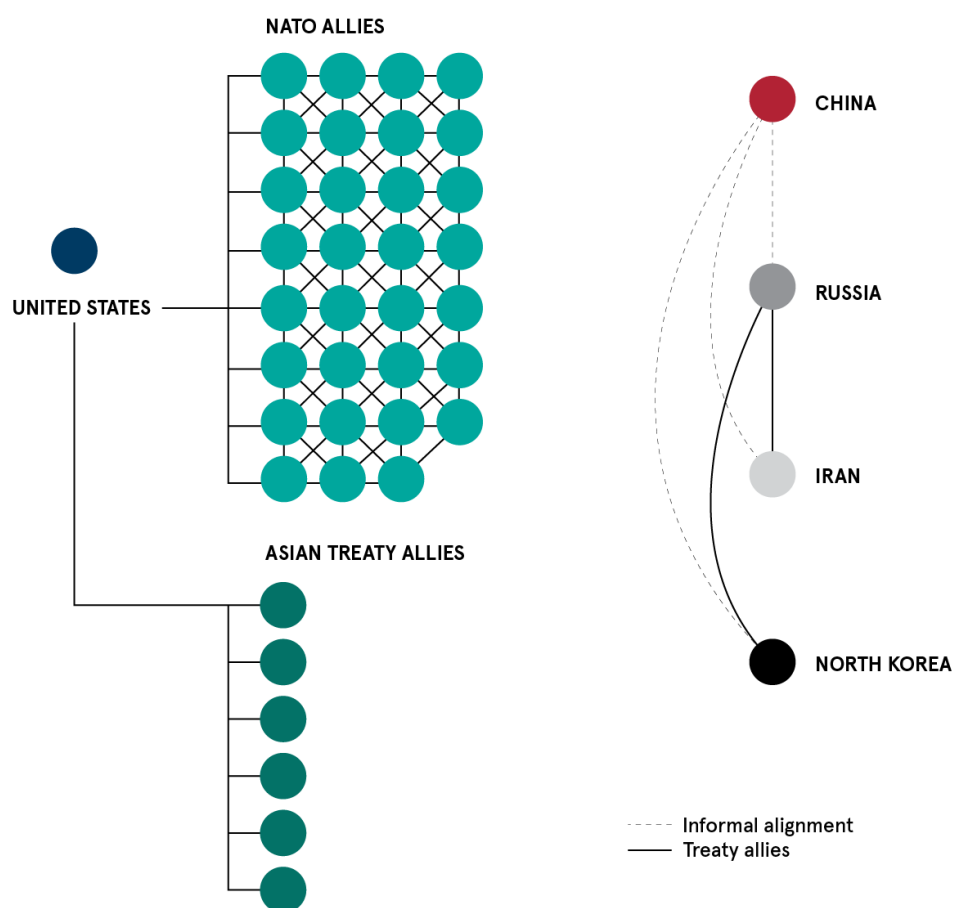 NATO ALLIES
UNITED STATES
ASIAN TREATY ALLIES
CHINA
RUSSIA
IRAN
NORTH KOREA
Informal alignment
Treaty allies